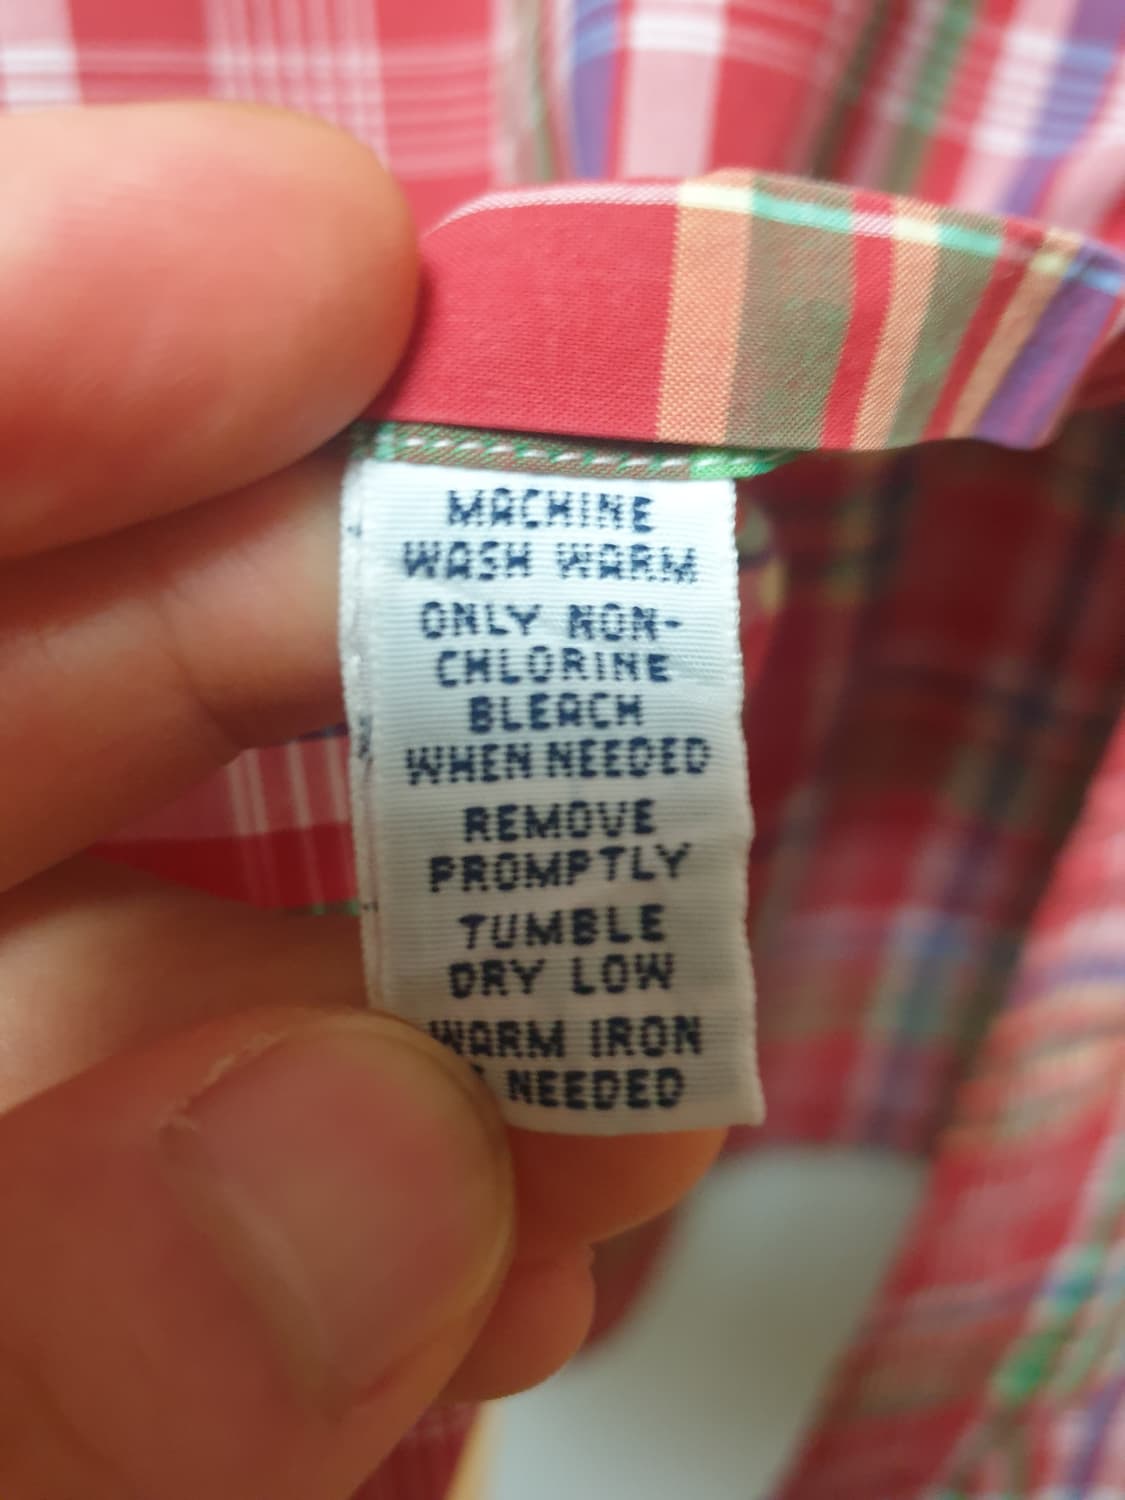 MACHINE
WASH WARM
ONLY NON-
CHLORINE
BLEACH
WHEN NEEDED
REMOVE
PROMPTLY
TUMBLE
DRY LOW
WARM IRON
NEEDED